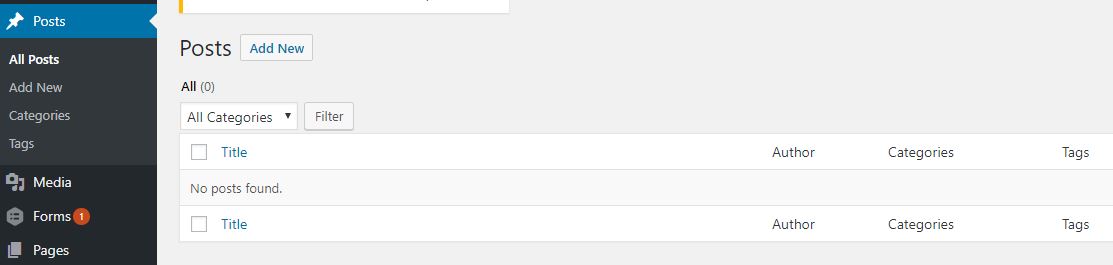 Posts
All Posts
Add New
Categories
Tags
Media
Forms 1
Pages
Posts Add New
All (0)
All Categories Filter
Title Author Categories Tags
No posts found.
Title Author Categories Tags